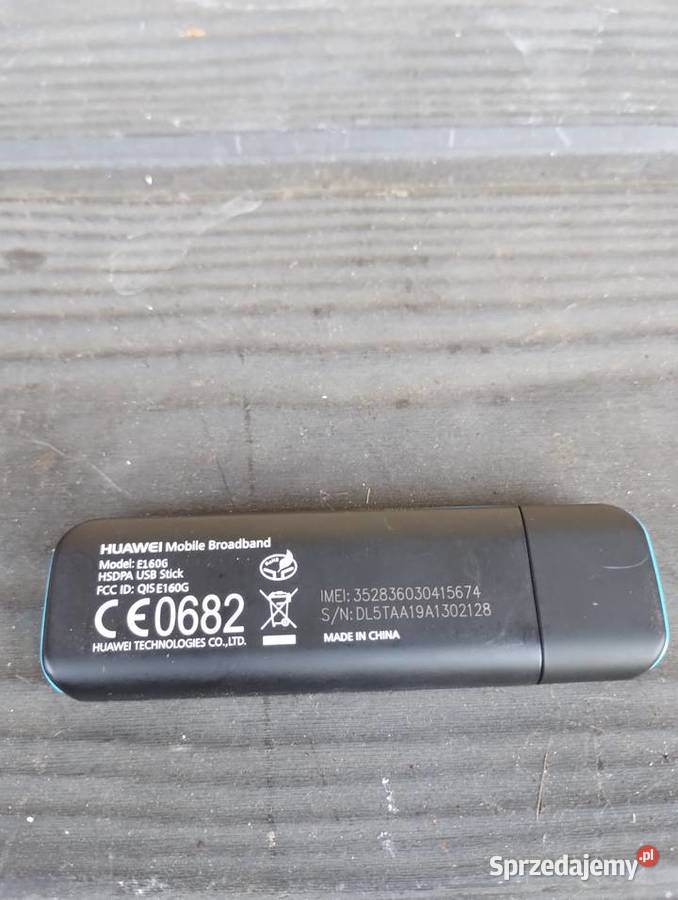 HUAWEI Mobile Broadband
Model: E160G
HSDPA USB Stick
FCC ID: QISE160G
CE0682
HUAWEI TECHNOLOGIES CO.,LTD.
RoHS
IMEI: 352836030415674
S/N: DL5TAA19A1302128
MADE IN CHINA
Sprzedajemy.pl